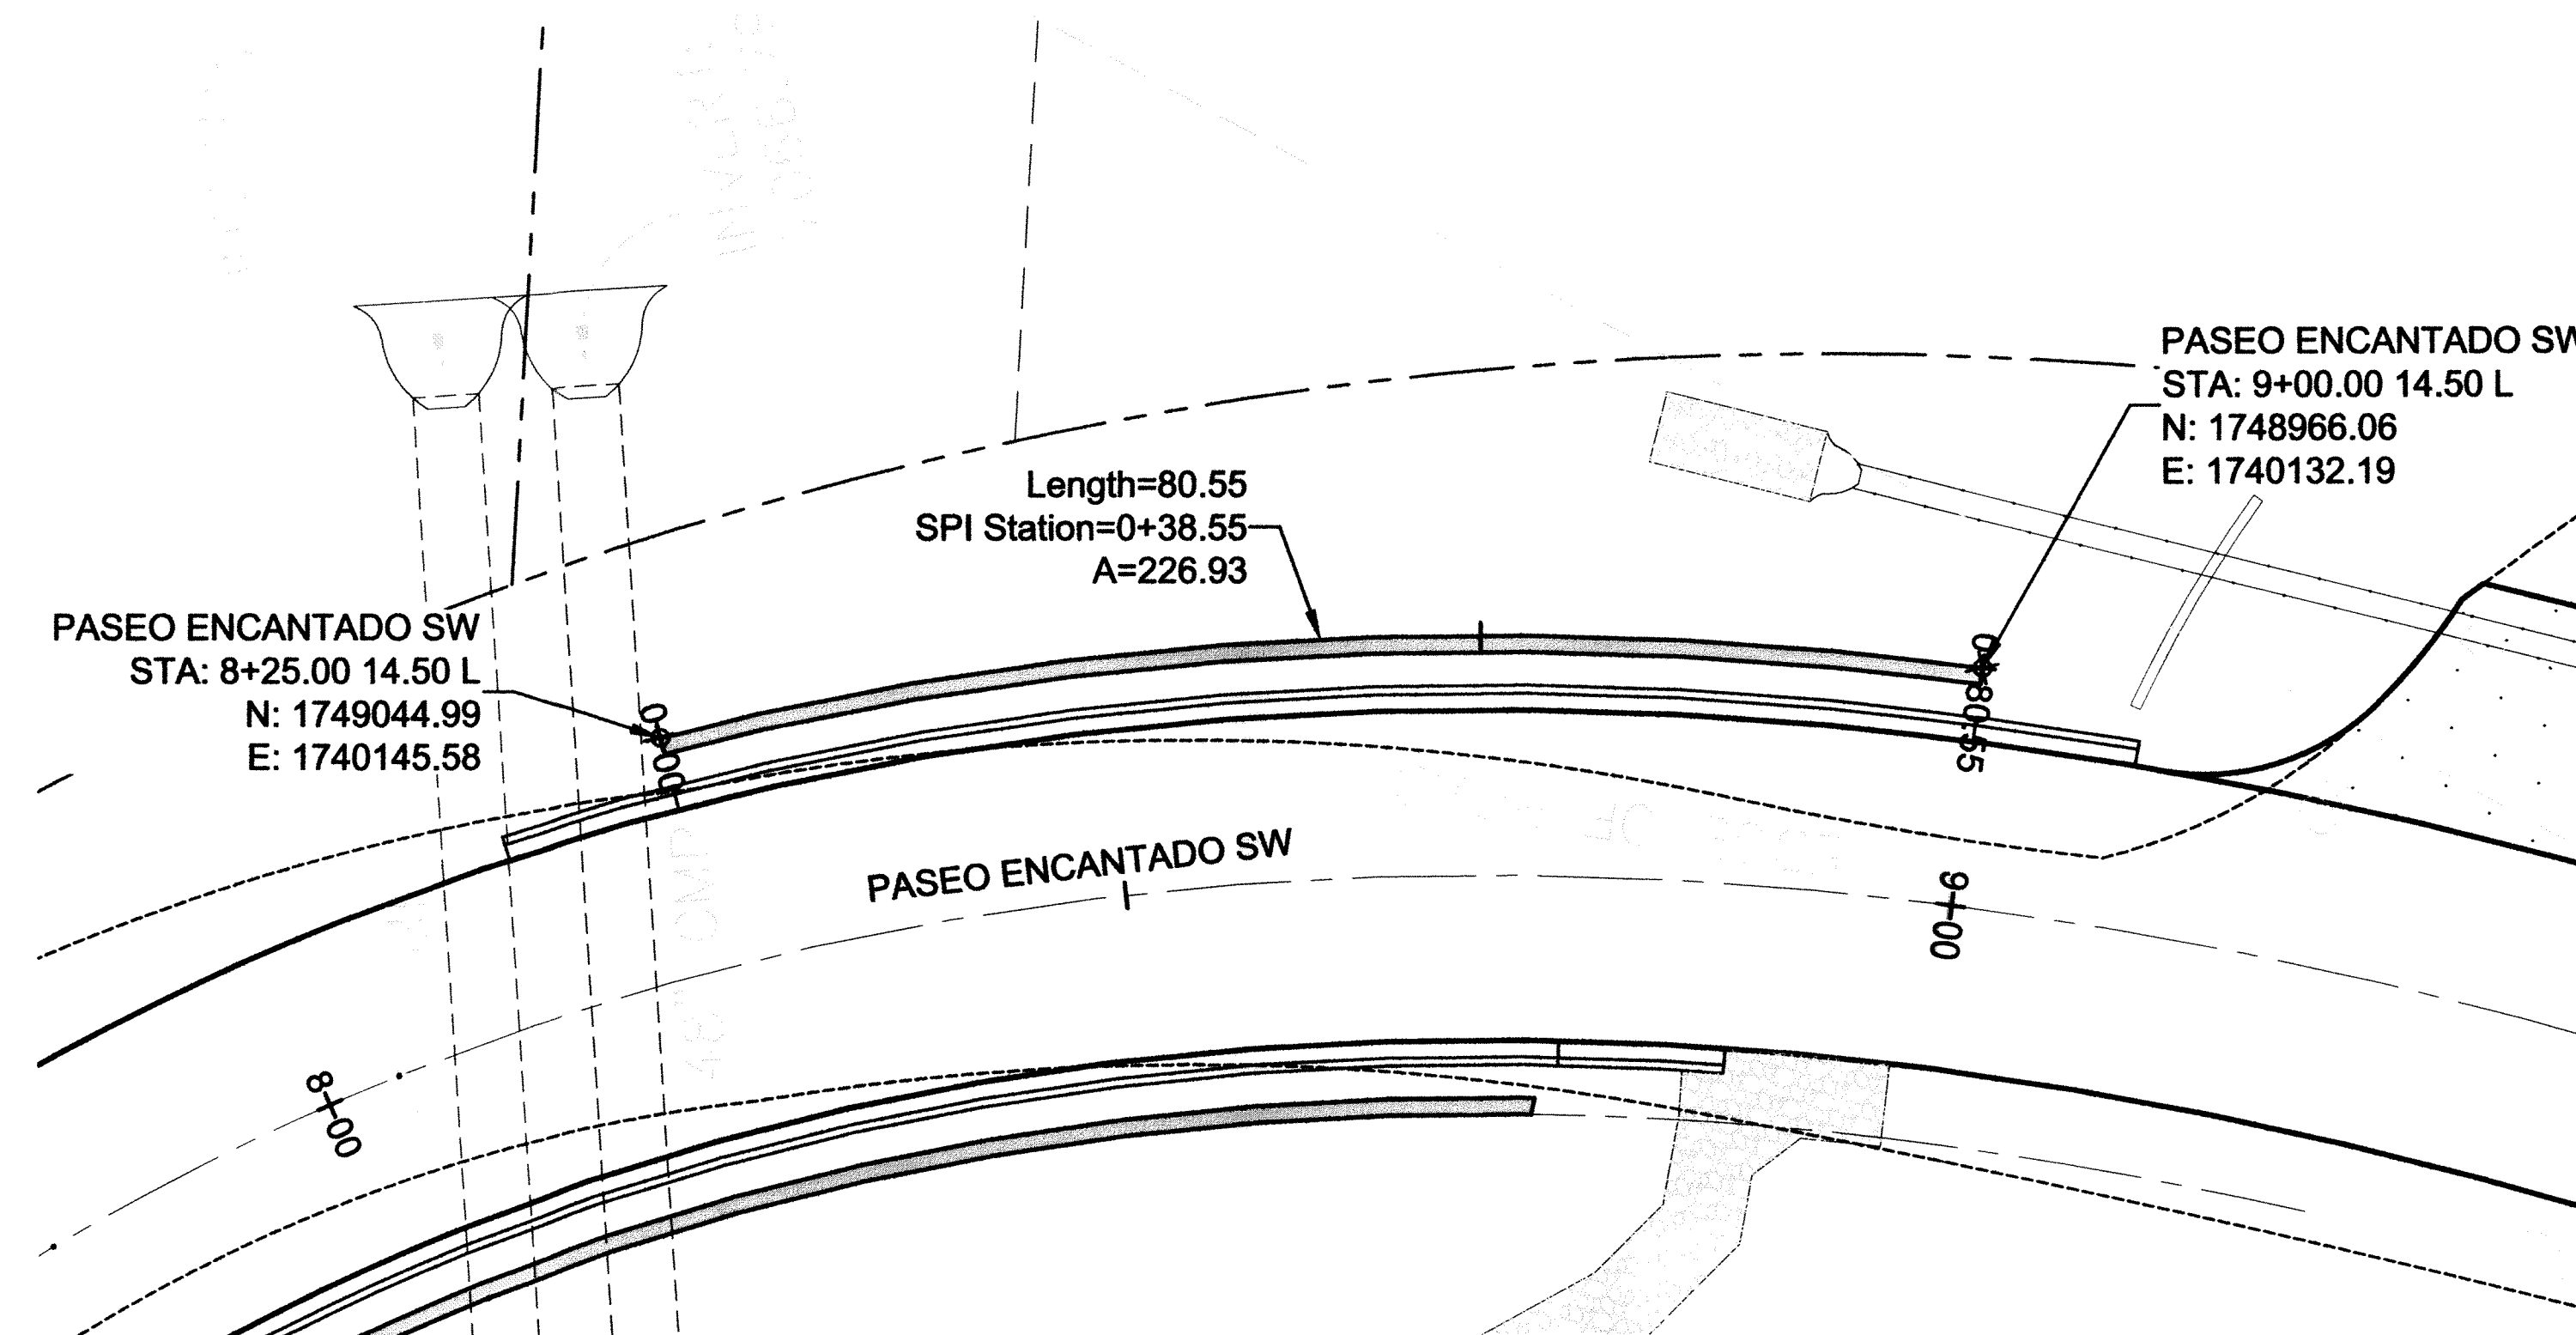 PASEO ENCANTADO SW
STA: 9+00.00 14.50 L
N: 1748966.06
E: 1740132.19
Length=80.55
SPI Station=0+38.55
A=226.93
PASEO ENCANTADO SW
STA: 8+25.00 14.50 L
N: 1749044.99
E: 1740145.58
0+00
0+80.55
PASEO ENCANTADO SW
9+00
8+00